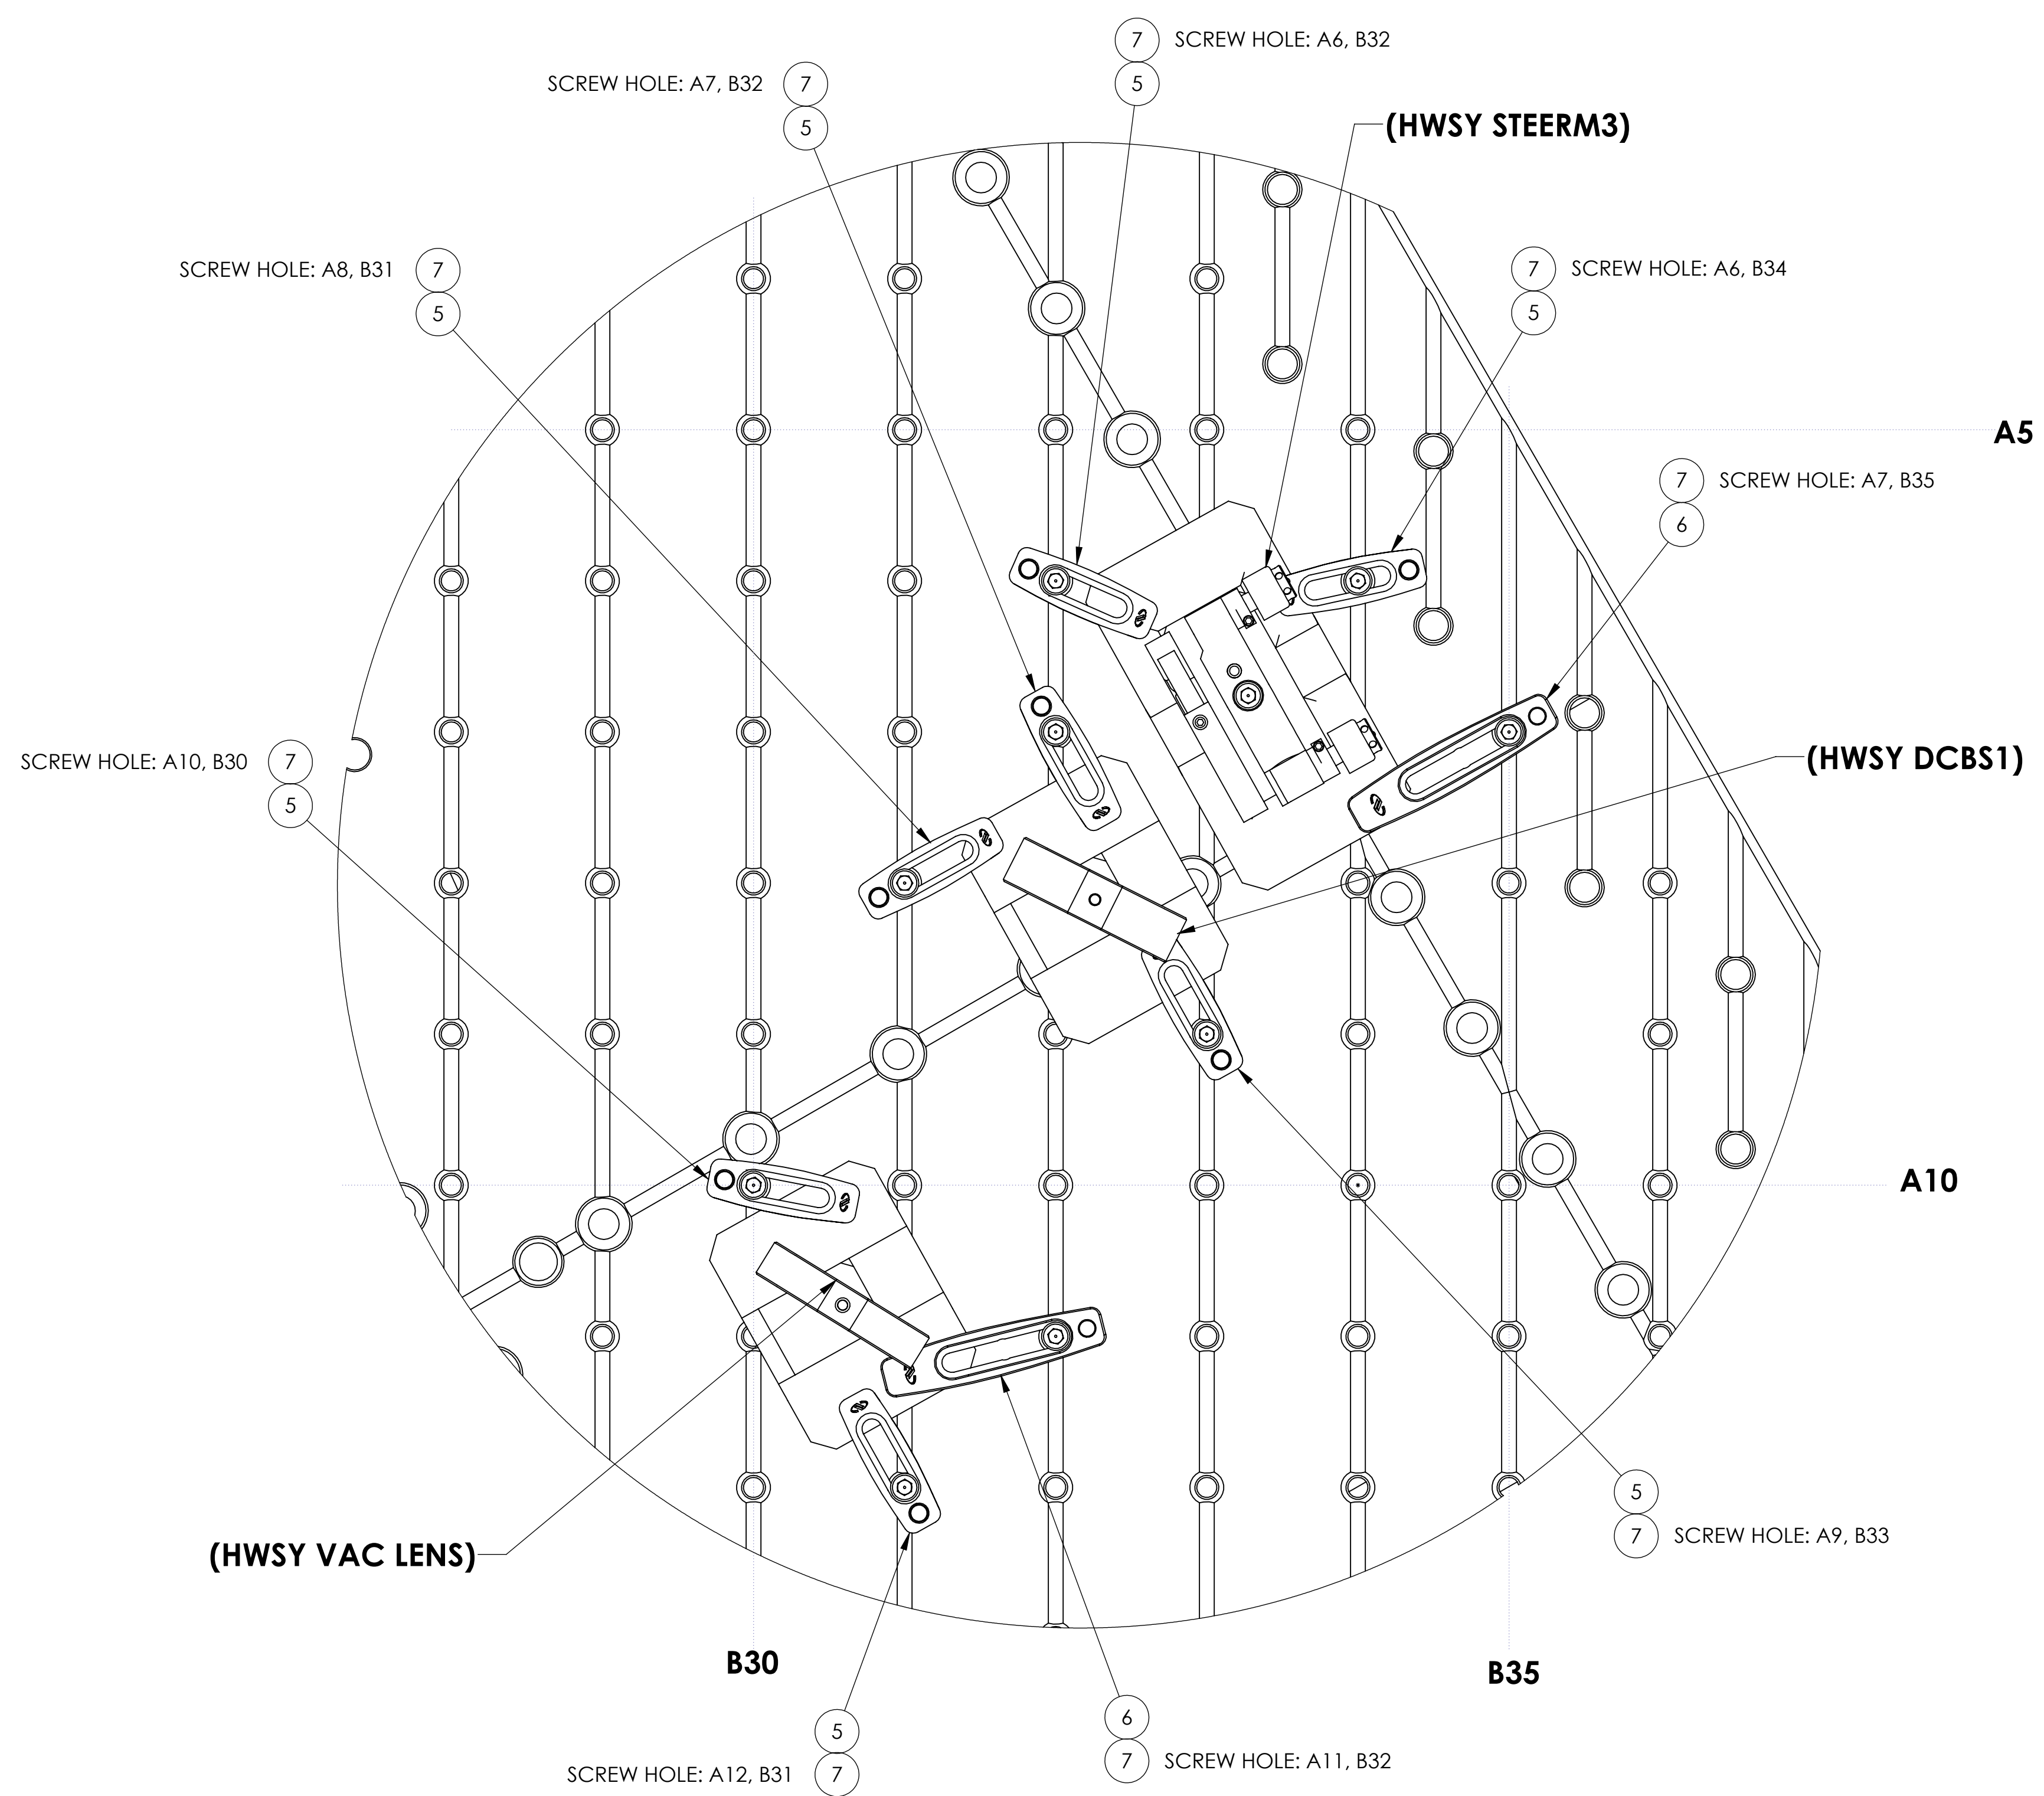 7 SCREW HOLE: A6, B32
5
SCREW HOLE: A7, B32 7
5
(HWSY STEERM3)
SCREW HOLE: A8, B31 7
5
7 SCREW HOLE: A6, B34
5
A5
7 SCREW HOLE: A7, B35
6
SCREW HOLE: A10, B30 7
5
(HWSY DCBS1)
A10
5
7 SCREW HOLE: A9, B33
(HWSY VAC LENS)
B30
B35
5
SCREW HOLE: A12, B31 7
6
7 SCREW HOLE: A11, B32